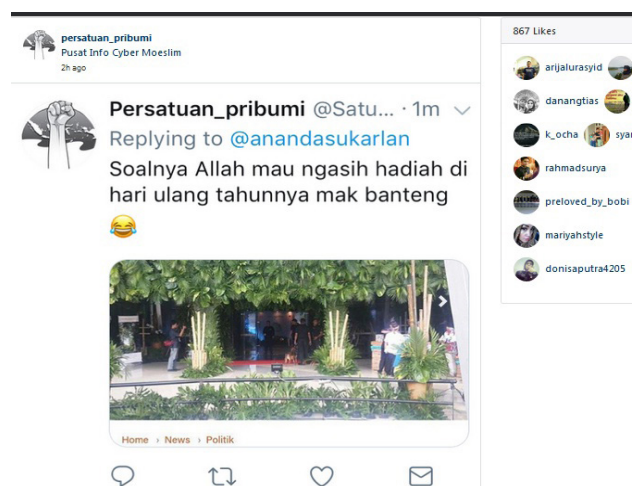 persatuan_pribumi
Pusat Info Cyber Moeslim
2h ago
Persatuan_pribumi @Satu... · 1m
Replying to @anandasukarlan
Soalnya Allah mau ngasih hadiah di
hari ulang tahunnya mak banteng
😂
Home › News › Politik
867 Likes
arijalurasyid
danangtias
k_ocha
rahmadsurya
preloved_by_bobi
mariyahstyle
donisaputra4205